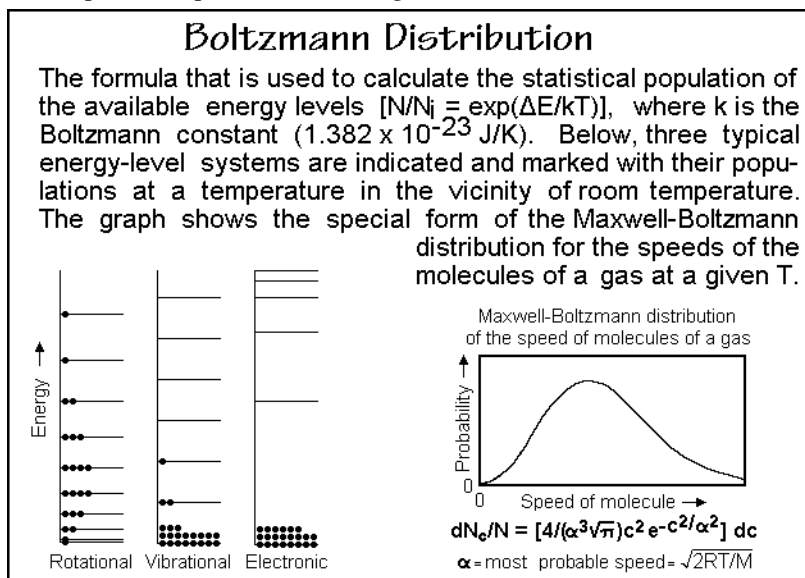 Boltzmann Distribution
The formula that is used to calculate the statistical population of
the available energy levels [N/Nᵢ = exp(ΔE/kT)], where k is the
Boltzmann constant (1.382 x 10⁻²³ J/K). Below, three typical
energy-level systems are indicated and marked with their popu-
lations at a temperature in the vicinity of room temperature.
The graph shows the special form of the Maxwell-Boltzmann
distribution for the speeds of the
molecules of a gas at a given T.
Energy →
Rotational Vibrational Electronic
Maxwell-Boltzmann distribution
of the speed of molecules of a gas
Probability →
0
0
Speed of molecule →
dN꜀/N = [4/(α³√π)c² e^-c²/α²] dc
α = most probable speed = √2RT/M